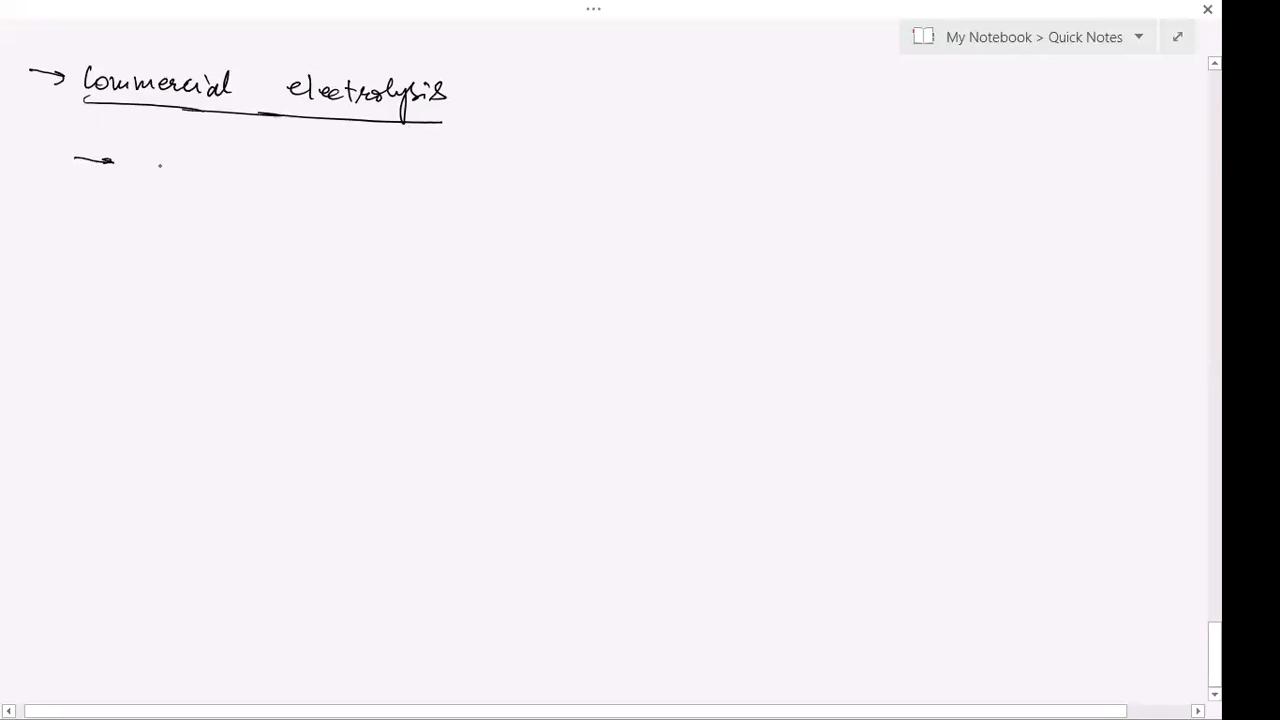 My Notebook > Quick Notes
→ Commercial electrolysis
→